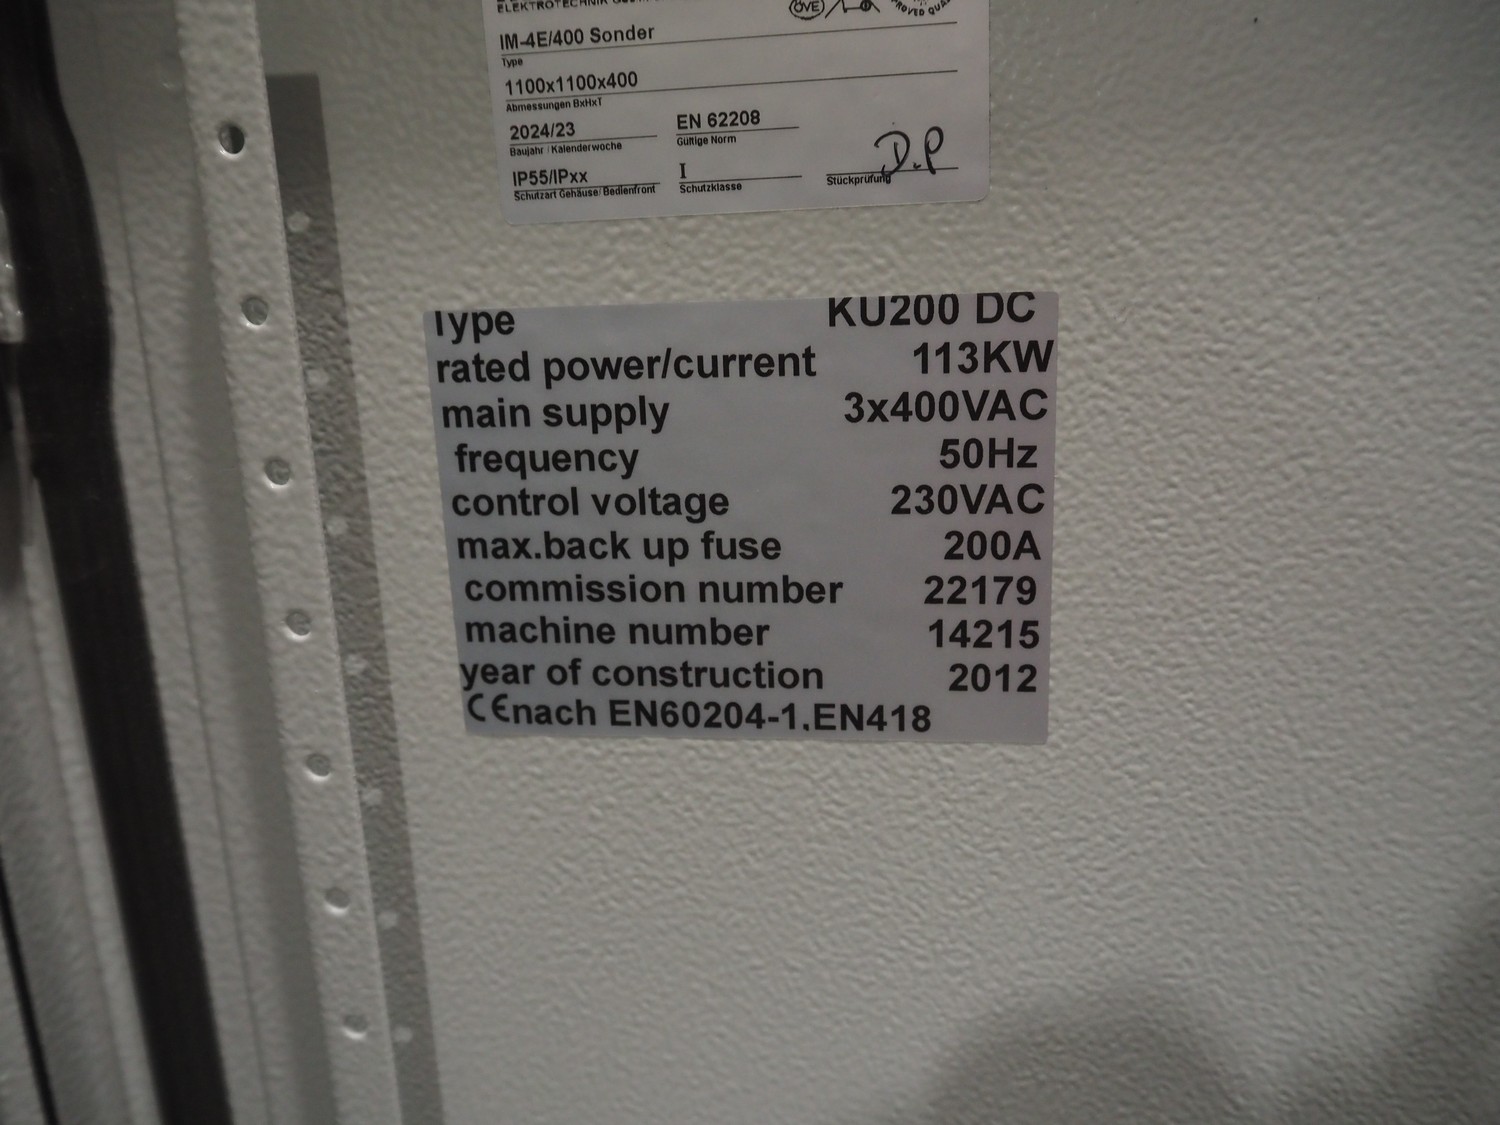 ELEKTROTECHNIK
ÖVE
IM-4E/400 Sonder
Type
1100x1100x400
Abmessungen BxHxT
2024/23 EN 62208
Baujahr / Kalenderwoche Gültige Norm
IP55/IPxx I D.P
Schutzart Gehäuse/Bedienfront Schutzklasse Stückprüfung
Type KU200 DC
rated power/current 113KW
main supply 3x400VAC
frequency 50Hz
control voltage 230VAC
max.back up fuse 200A
commission number 22179
machine number 14215
year of construction 2012
CE nach EN60204-1.EN418